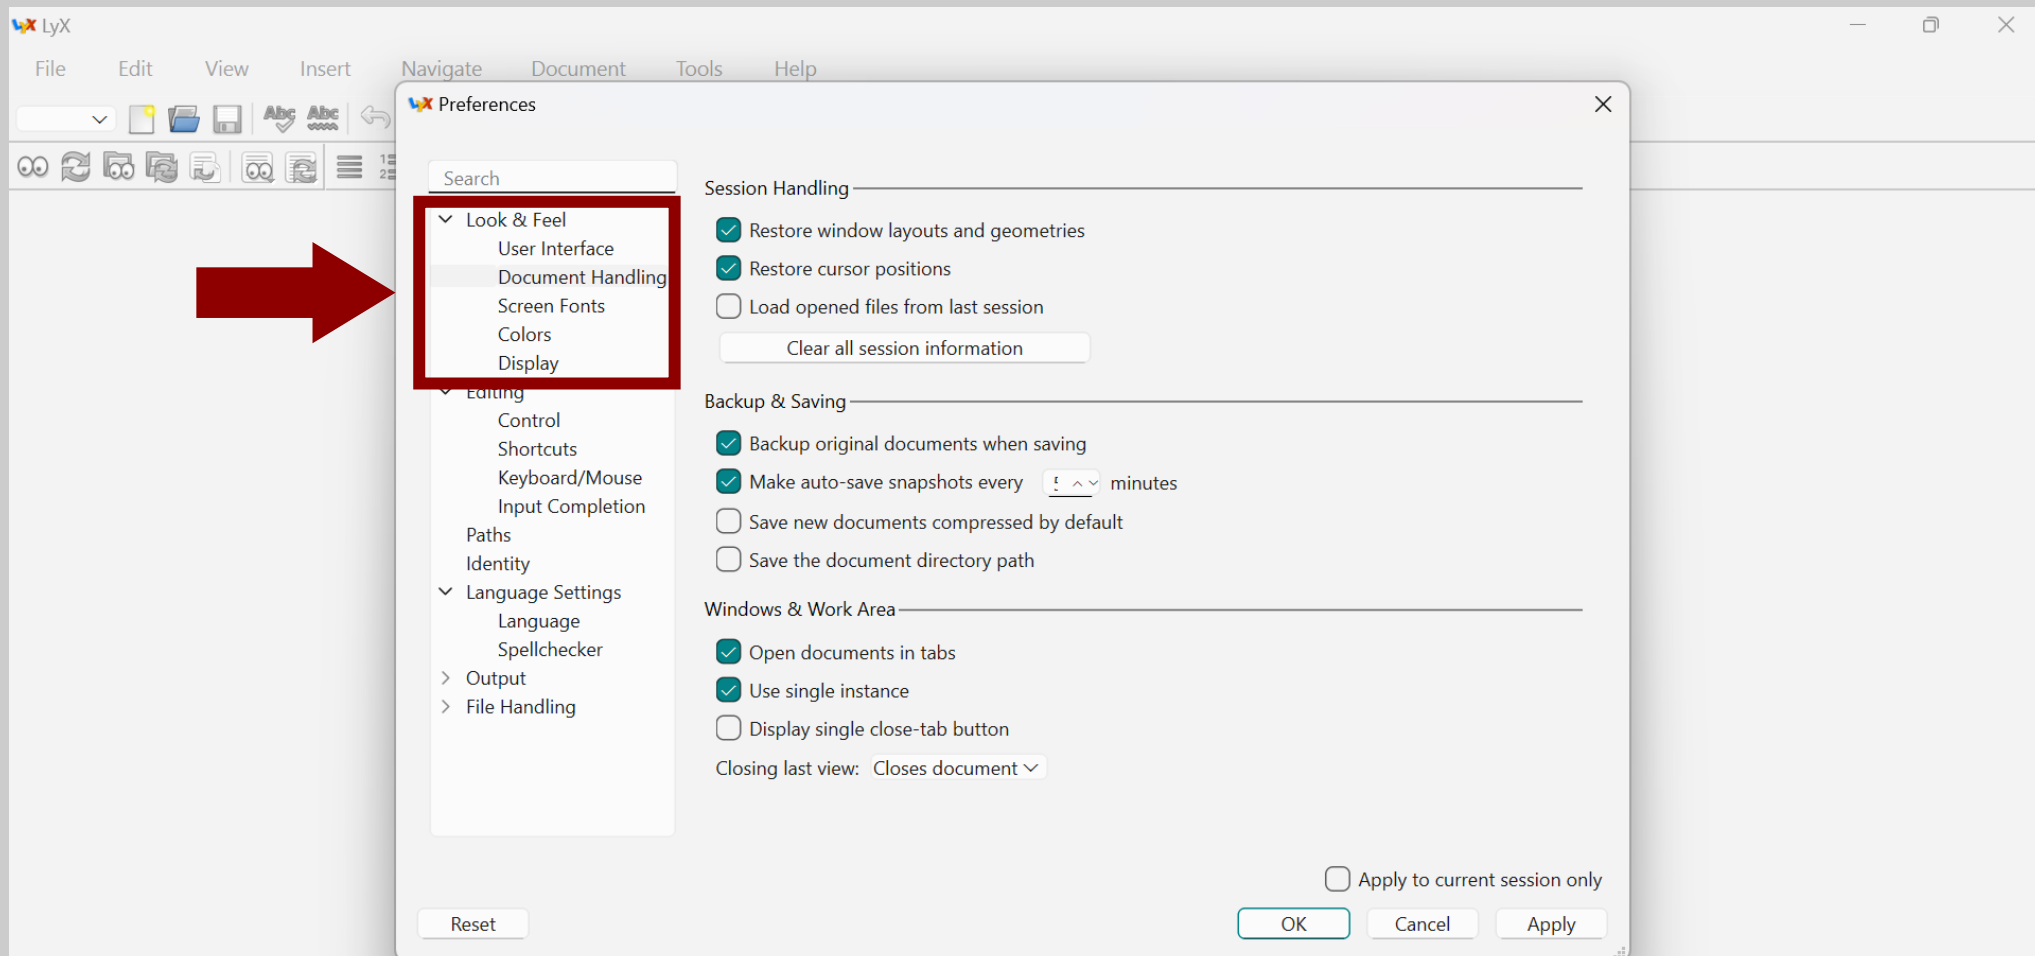 LyX
File Edit View Insert Navigate Document Tools Help
Preferences
Abc Abc
Search
Look & Feel
User Interface
Document Handling
Screen Fonts
Colors
Display
Editing
Control
Shortcuts
Keyboard/Mouse
Input Completion
Paths
Identity
Language Settings
Language
Spellchecker
Output
File Handling
Session Handling
Restore window layouts and geometries
Restore cursor positions
Load opened files from last session
Clear all session information
Backup & Saving
Backup original documents when saving
Make auto-save snapshots every minutes
Save new documents compressed by default
Save the document directory path
Windows & Work Area
Open documents in tabs
Use single instance
Display single close-tab button
Closing last view: Closes document
Apply to current session only
Reset OK Cancel Apply